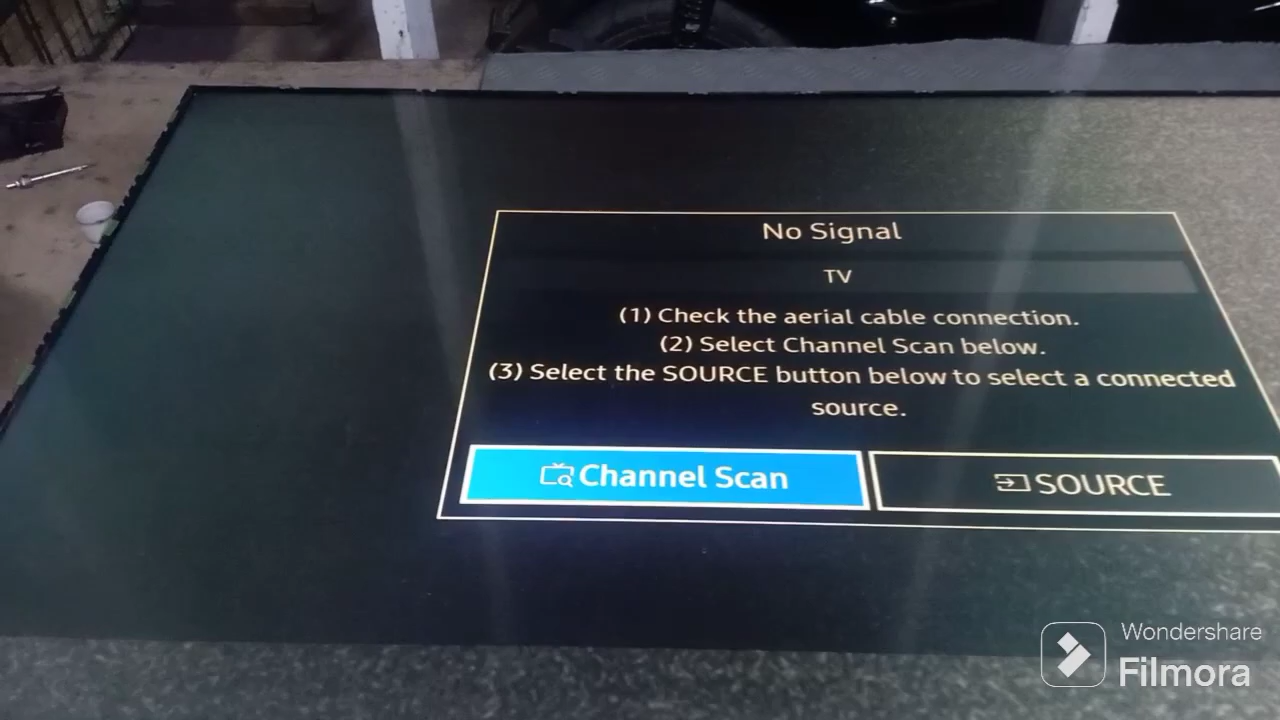 No Signal
TV
(1) Check the aerial cable connection.
(2) Select Channel Scan below.
(3) Select the SOURCE button below to select a connected
source.
Channel Scan
SOURCE
Wondershare
Filmora